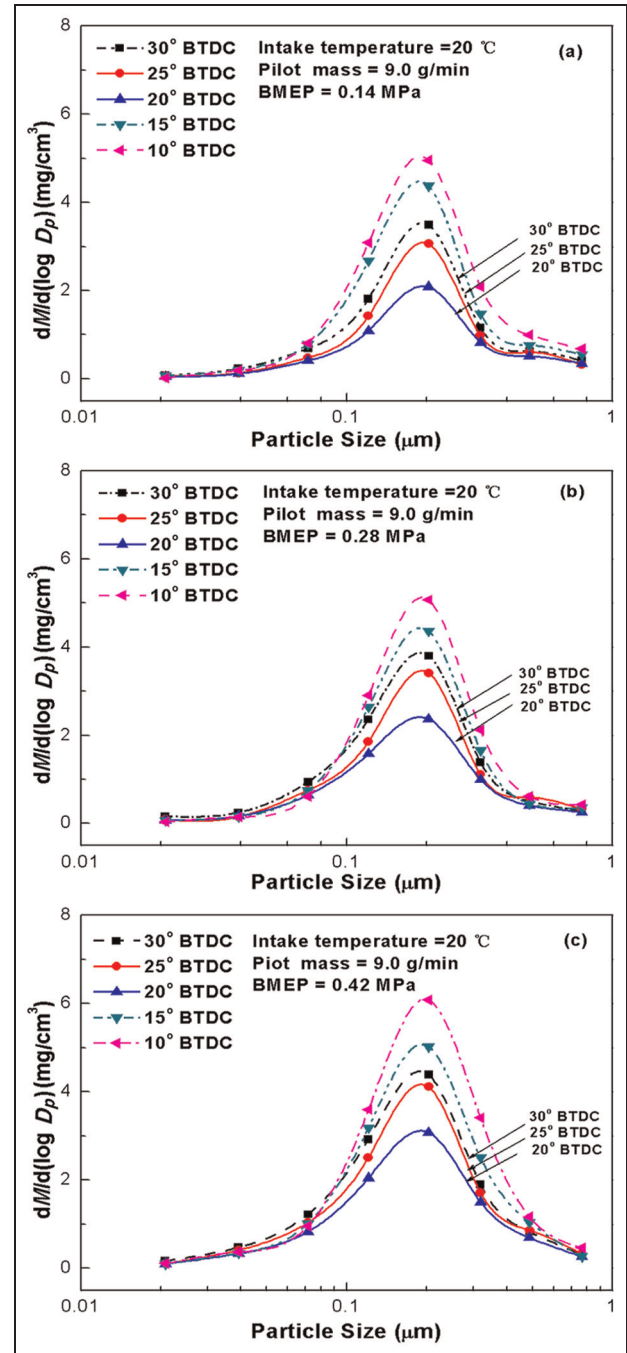 8
6
4
2
0
dM/d(log Dp)(mg/cm³)
30° BTDC
25° BTDC
20° BTDC
15° BTDC
10° BTDC
Intake temperature =20 ℃
Pilot mass = 9.0 g/min
BMEP = 0.14 MPa
(a)
30° BTDC
25° BTDC
20° BTDC
0.01
0.1
1
Particle Size (μm)
8
6
4
2
0
dM/d(log Dp)(mg/cm³)
30° BTDC
25° BTDC
20° BTDC
15° BTDC
10° BTDC
Intake temperature =20 ℃
Pilot mass = 9.0 g/min
BMEP = 0.28 MPa
(b)
30° BTDC
25° BTDC
20° BTDC
0.01
0.1
1
Particle Size (μm)
8
6
4
2
0
dM/d(log Dp)(mg/cm³)
30° BTDC
25° BTDC
20° BTDC
15° BTDC
10° BTDC
Intake temperature =20 ℃
Piot mass = 9.0 g/min
BMEP = 0.42 MPa
(c)
30° BTDC
25° BTDC
20° BTDC
0.01
0.1
1
Particle Size (μm)